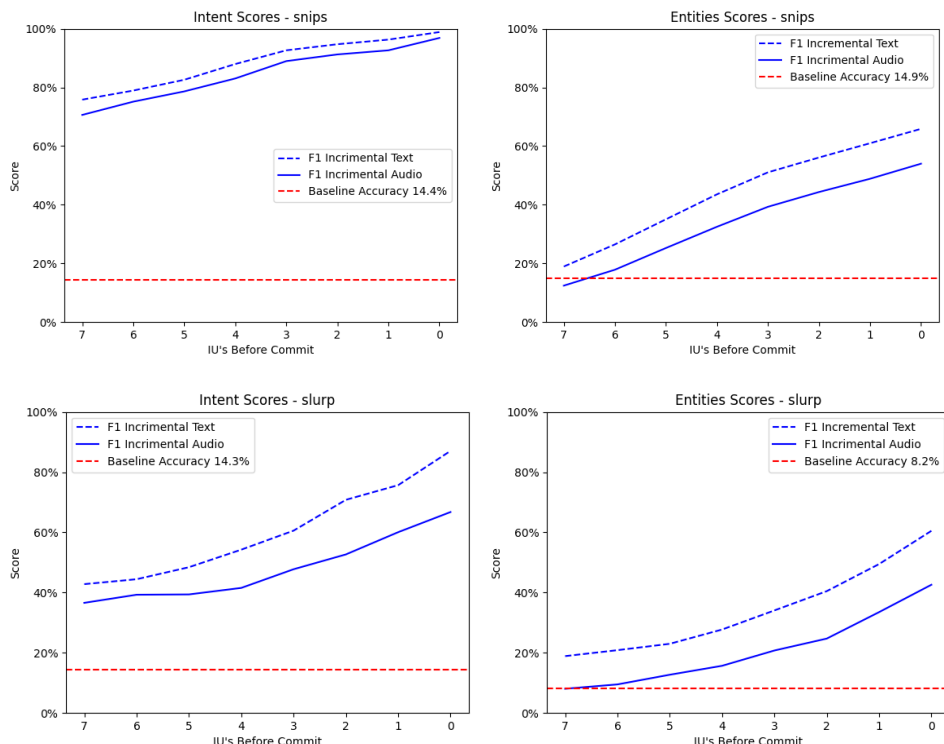 Intent Scores - snips
100%
80%
60%
40%
20%
0%
Score
F1 Incrimental Text
F1 Incrimental Audio
Baseline Accuracy 14.4%
7 6 5 4 3 2 1 0
IU's Before Commit
Entities Scores - snips
100%
80%
60%
40%
20%
0%
Score
F1 Incremental Text
F1 Incremental Audio
Baseline Accuracy 14.9%
7 6 5 4 3 2 1 0
IU's Before Commit
Intent Scores - slurp
100%
80%
60%
40%
20%
0%
Score
F1 Incrimental Text
F1 Incrimental Audio
Baseline Accuracy 14.3%
7 6 5 4 3 2 1 0
IU's Before Commit
Entities Scores - slurp
100%
80%
60%
40%
20%
0%
Score
F1 Incremental Text
F1 Incremental Audio
Baseline Accuracy 8.2%
7 6 5 4 3 2 1 0
IU's Before Commit